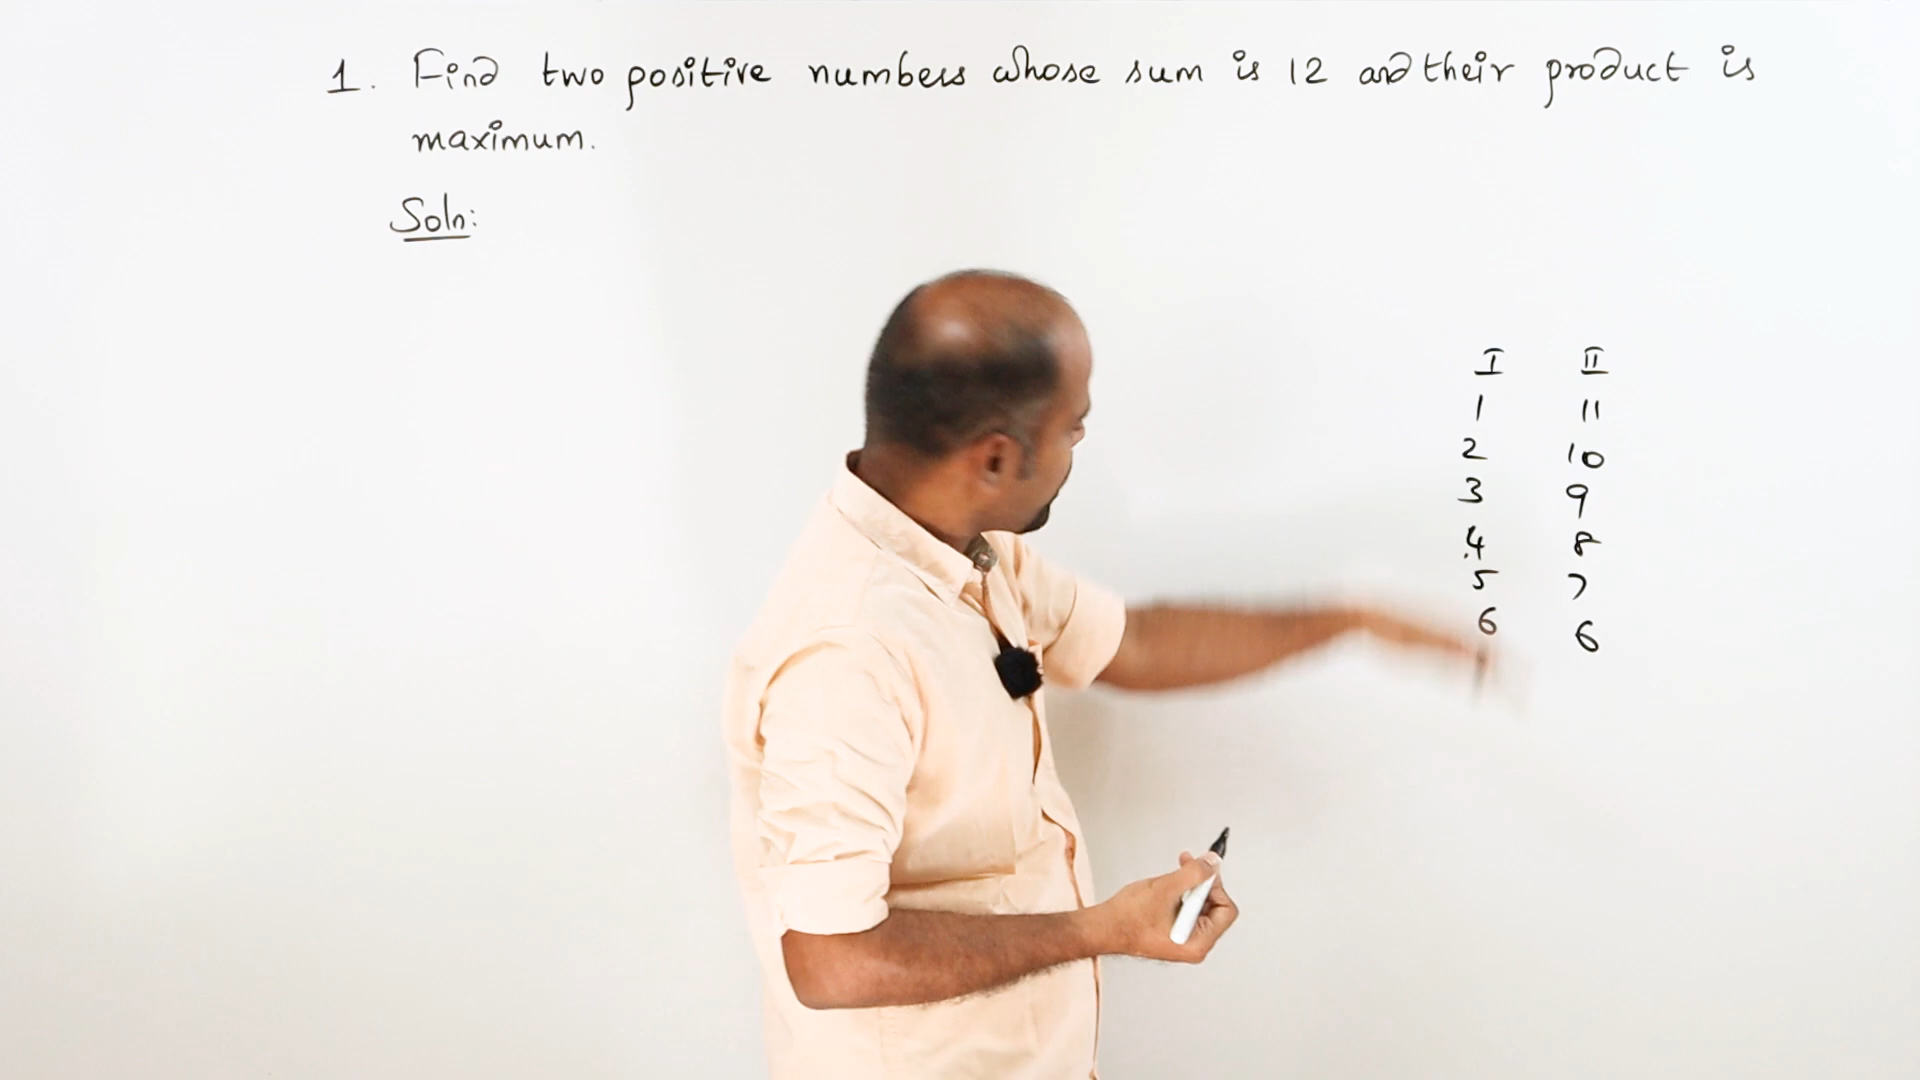 1. Find two positive numbers whose sum is 12 and their product is
maximum.
Soln:
I II
1 11
2 10
3 9
4 8
5 7
6 6